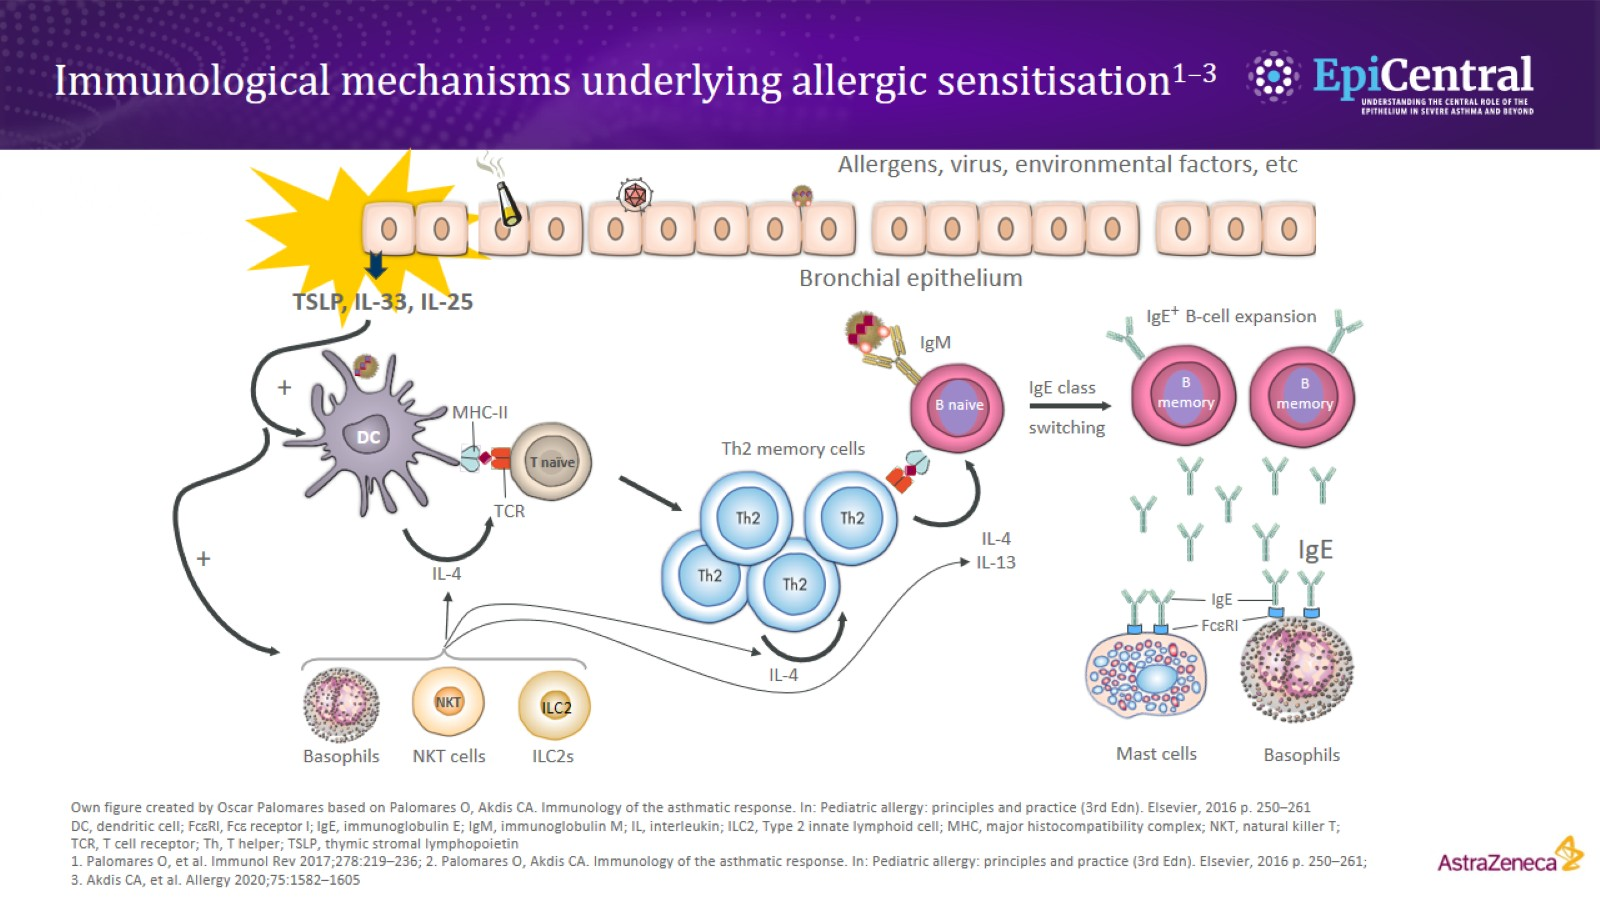 Immunological mechanisms underlying allergic sensitisation1–3
EpiCentral
UNDERSTANDING THE CENTRAL ROLE OF THE
EPITHELIUM IN SEVERE ASTHMA AND BEYOND
Allergens, virus, environmental factors, etc
Bronchial epithelium
TSLP, IL-33, IL-25
+
DC
MHC-II
T naïve
TCR
IL-4
+
Basophils
NKT
NKT cells
ILC2
ILC2s
Th2 memory cells
Th2
Th2
Th2
Th2
IL-4
IL-4
IL-13
IgM
B naive
IgE class
switching
IgE+ B-cell expansion
B
memory
B
memory
IgE
IgE
FcεRI
Mast cells
Basophils
Own figure created by Oscar Palomares based on Palomares O, Akdis CA. Immunology of the asthmatic response. In: Pediatric allergy: principles and practice (3rd Edn). Elsevier, 2016 p. 250–261
DC, dendritic cell; FcεRI, Fcε receptor I; IgE, immunoglobulin E; IgM, immunoglobulin M; IL, interleukin; ILC2, Type 2 innate lymphoid cell; MHC, major histocompatibility complex; NKT, natural killer T;
TCR, T cell receptor; Th, T helper; TSLP, thymic stromal lymphopoietin
1. Palomares O, et al. Immunol Rev 2017;278:219–236; 2. Palomares O, Akdis CA. Immunology of the asthmatic response. In: Pediatric allergy: principles and practice (3rd Edn). Elsevier, 2016 p. 250–261;
3. Akdis CA, et al. Allergy 2020;75:1582–1605
AstraZeneca